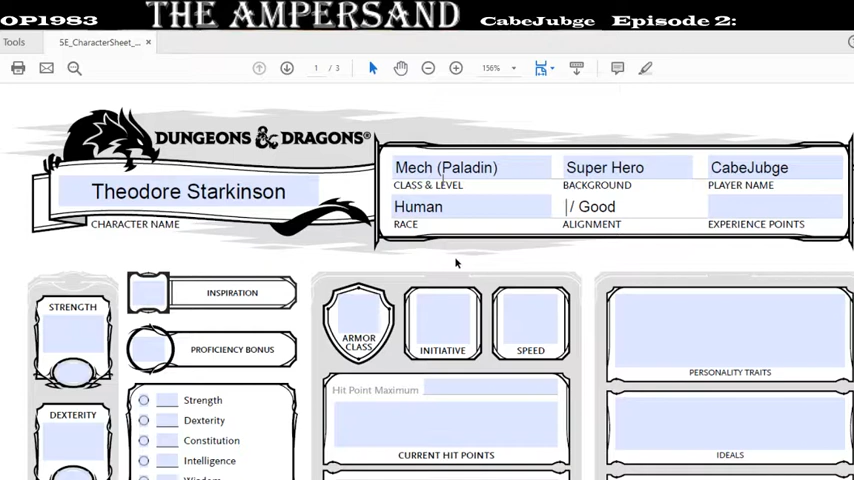 OP1983 THE AMPERSAND CabeJubge Episode 2:
Tools 5E_CharacterSheet_... ×
1 / 3 156%
DUNGEONS & DRAGONS®
Mech (Paladin) Super Hero CabeJubge
CLASS & LEVEL BACKGROUND PLAYER NAME
Theodore Starkinson
Human / Good
CHARACTER NAME RACE ALIGNMENT EXPERIENCE POINTS
STRENGTH INSPIRATION
ARMOR CLASS INITIATIVE SPEED
PROFICIENCY BONUS
PERSONALITY TRAITS
Hit Point Maximum
Strength
DEXTERITY Dexterity
Constitution
CURRENT HIT POINTS IDEALS
Intelligence
Wisdom